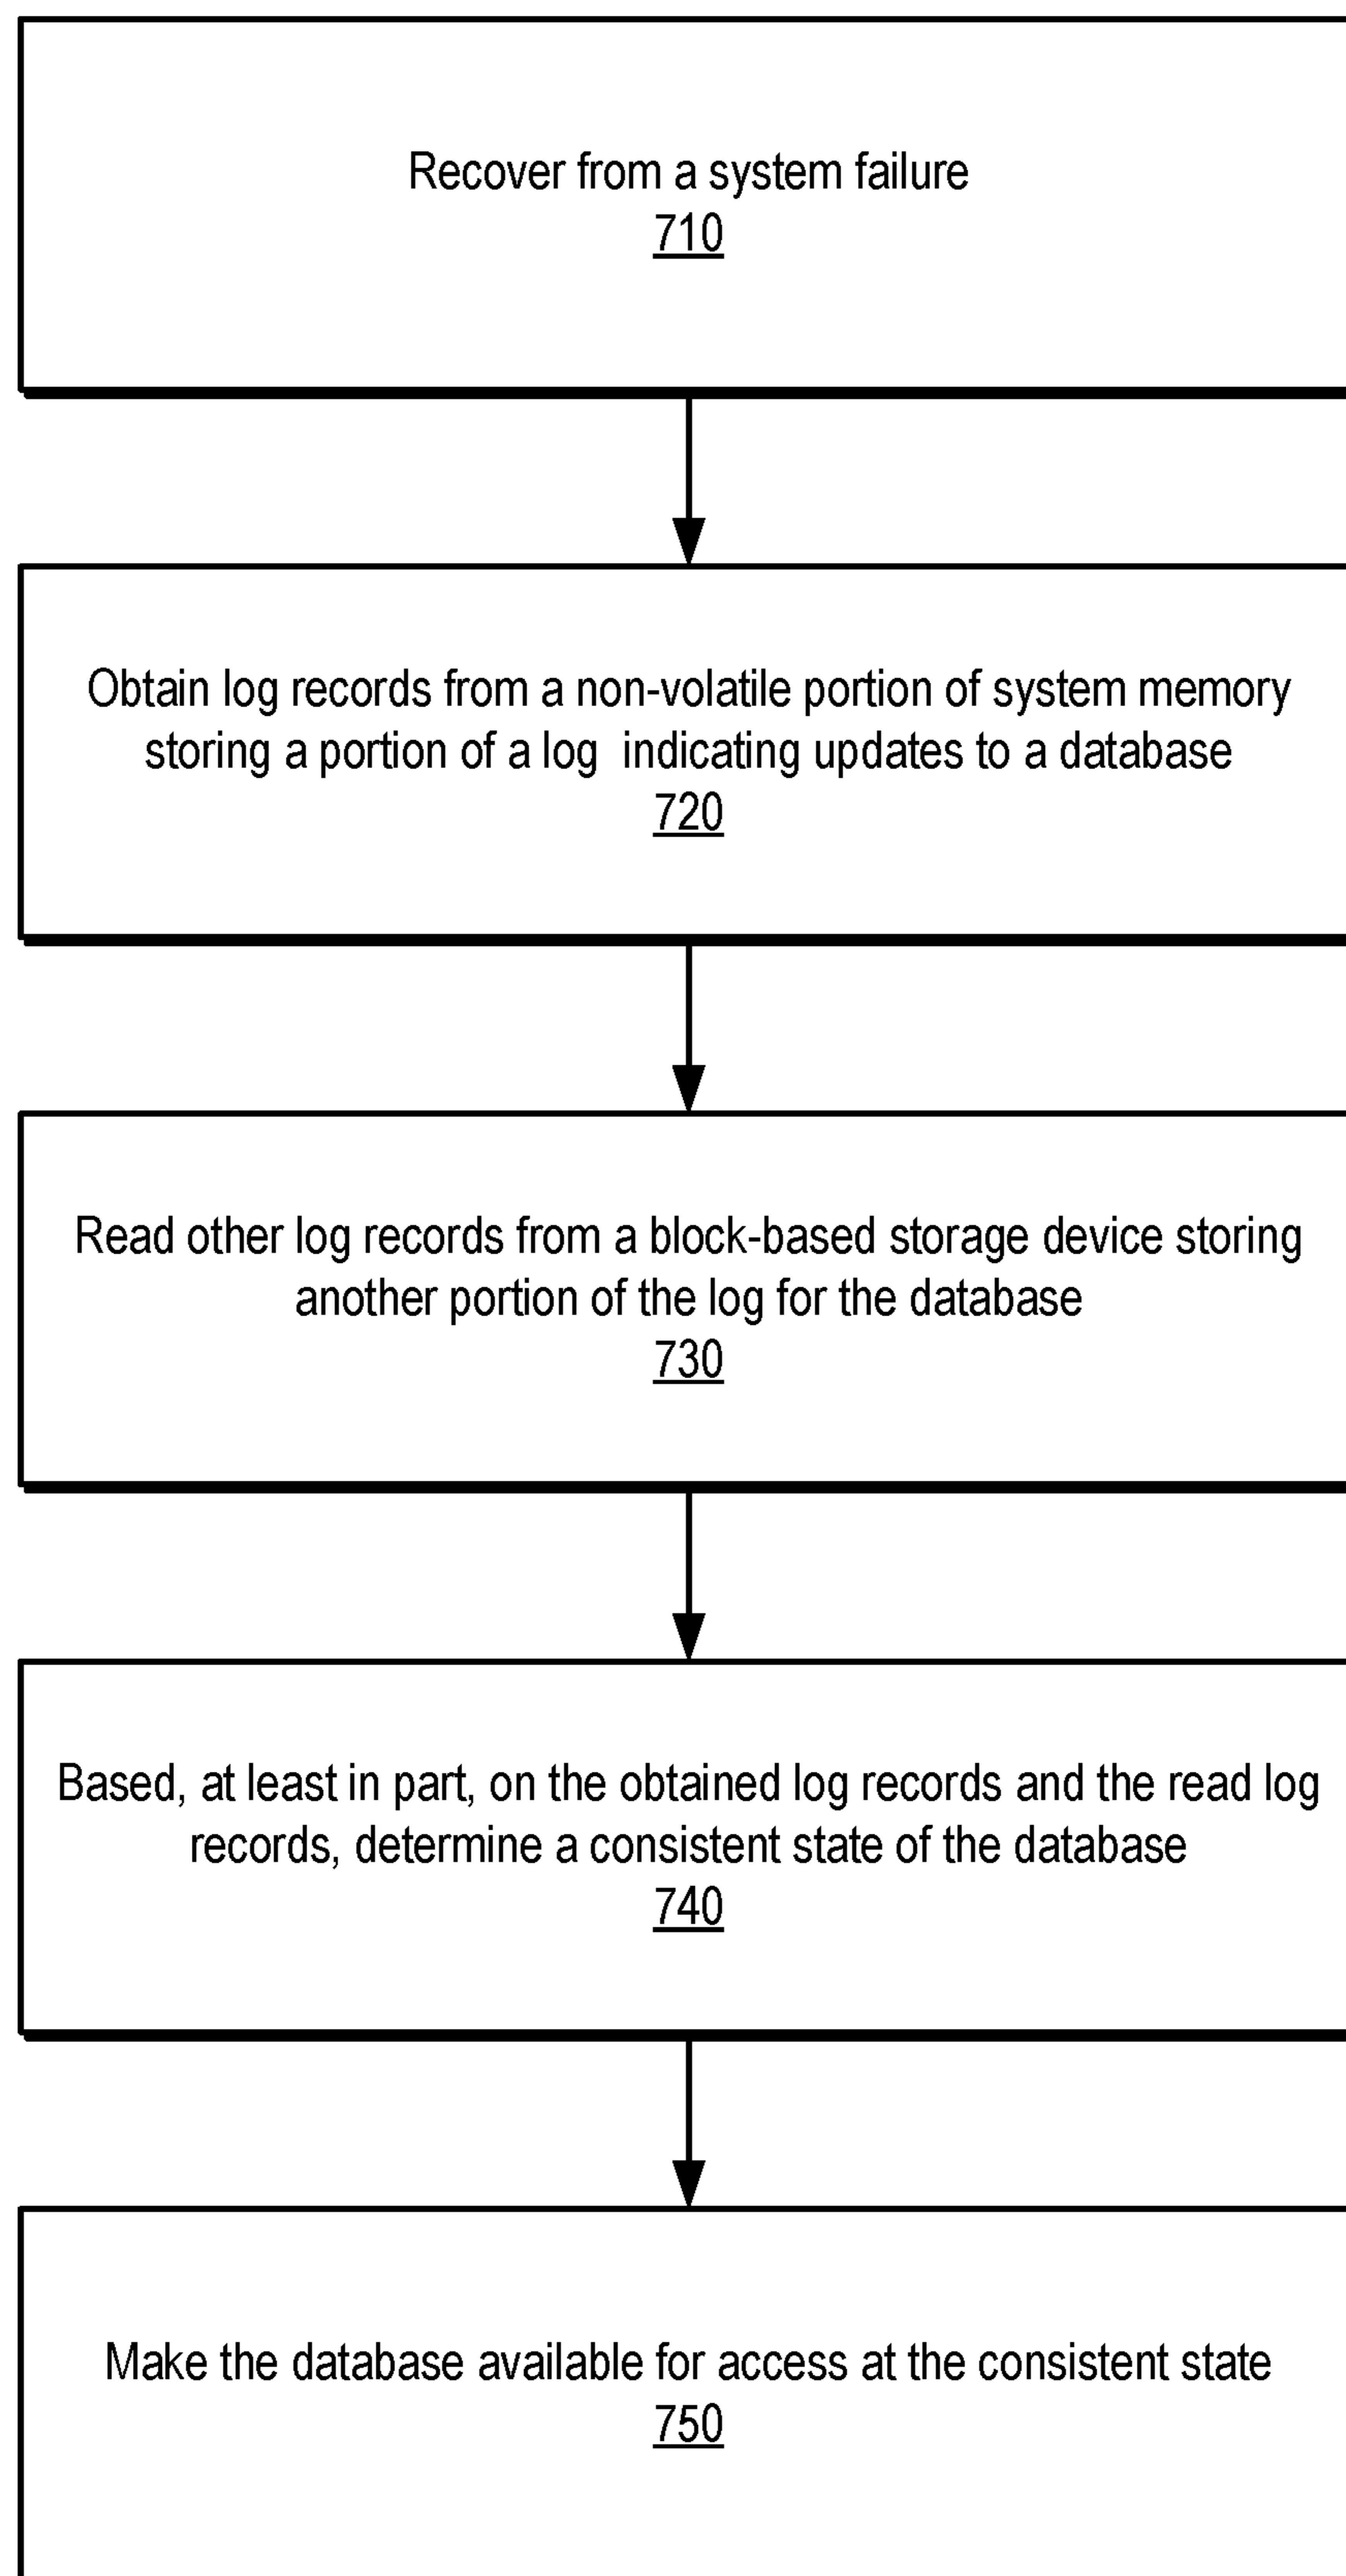 Recover from a system failure
710
Obtain log records from a non-volatile portion of system memory
storing a portion of a log  indicating updates to a database
720
Read other log records from a block-based storage device storing
another portion of the log for the database
730
Based, at least in part, on the obtained log records and the read log
records, determine a consistent state of the database
740
Make the database available for access at the consistent state
750